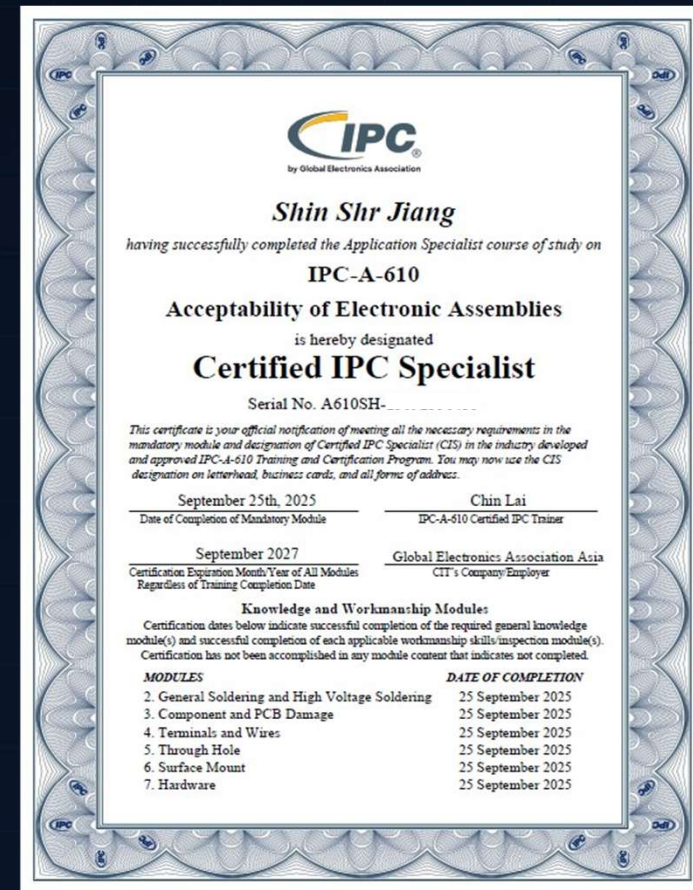 IPC®
by Global Electronics Association
Shin Shr Jiang
having successfully completed the Application Specialist course of study on
IPC-A-610
Acceptability of Electronic Assemblies
is hereby designated
Certified IPC Specialist
Serial No. A610SH-
This certificate is your official notification of meeting all the necessary requirements in the
mandatory module and designation of Certified IPC Specialist (CIS) in the industry developed
and approved IPC-A-610 Training and Certification Program. You may now use the CIS
designation on letterhead, business cards, and all forms of address.
September 25th, 2025 Chin Lai
Date of Completion of Mandatory Module IPC-A-610 Certified IPC Trainer
September 2027 Global Electronics Association Asia
Certification Expiration Month/Year of All Modules CIT's Company/Employer
Regardless of Training Completion Date
Knowledge and Workmanship Modules
Certification dates below indicate successful completion of the required general knowledge
module(s) and successful completion of each applicable workmanship skills/inspection module(s).
Certification has not been accomplished in any module content that indicates not completed.
MODULES DATE OF COMPLETION
2. General Soldering and High Voltage Soldering 25 September 2025
3. Component and PCB Damage 25 September 2025
4. Terminals and Wires 25 September 2025
5. Through Hole 25 September 2025
6. Surface Mount 25 September 2025
7. Hardware 25 September 2025